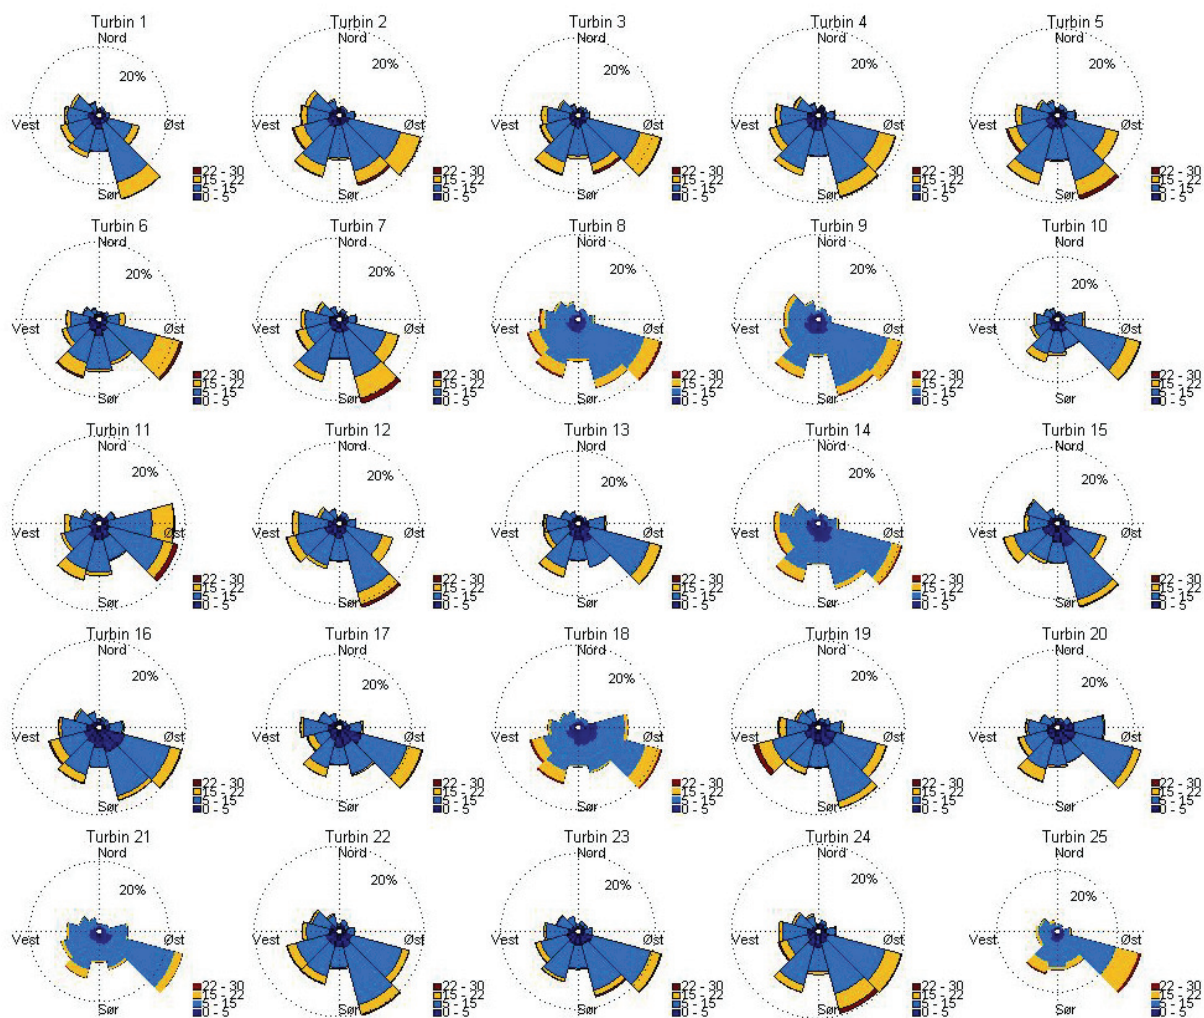 Turbin 1
Nord
20%
Vest
Øst
Sør
22 - 30
15 - 22
5 - 15
0 - 5
Turbin 2
Nord
20%
Vest
Øst
Sør
22 - 30
15 - 22
5 - 15
0 - 5
Turbin 3
Nord
20%
Vest
Øst
Sør
22 - 30
15 - 22
5 - 15
0 - 5
Turbin 4
Nord
20%
Vest
Øst
Sør
22 - 30
15 - 22
5 - 15
0 - 5
Turbin 5
Nord
20%
Vest
Øst
Sør
22 - 30
15 - 22
5 - 15
0 - 5
Turbin 6
Nord
20%
Vest
Øst
Sør
22 - 30
15 - 22
5 - 15
0 - 5
Turbin 7
Nord
20%
Vest
Øst
Sør
22 - 30
15 - 22
5 - 15
0 - 5
Turbin 8
Nord
20%
Vest
Øst
Sør
22 - 30
15 - 22
5 - 15
0 - 5
Turbin 9
Nord
20%
Vest
Øst
Sør
22 - 30
15 - 22
5 - 15
0 - 5
Turbin 10
Nord
20%
Vest
Øst
Sør
22 - 30
15 - 22
5 - 15
0 - 5
Turbin 11
Nord
20%
Vest
Øst
Sør
22 - 30
15 - 22
5 - 15
0 - 5
Turbin 12
Nord
20%
Vest
Øst
Sør
22 - 30
15 - 22
5 - 15
0 - 5
Turbin 13
Nord
20%
Vest
Øst
Sør
22 - 30
15 - 22
5 - 15
0 - 5
Turbin 14
Nord
20%
Vest
Øst
Sør
22 - 30
15 - 22
5 - 15
0 - 5
Turbin 15
Nord
20%
Vest
Øst
Sør
22 - 30
15 - 22
5 - 15
0 - 5
Turbin 16
Nord
20%
Vest
Øst
Sør
22 - 30
15 - 22
5 - 15
0 - 5
Turbin 17
Nord
20%
Vest
Øst
Sør
22 - 30
15 - 22
5 - 15
0 - 5
Turbin 18
Nord
20%
Vest
Øst
Sør
22 - 30
15 - 22
5 - 15
0 - 5
Turbin 19
Nord
20%
Vest
Øst
Sør
22 - 30
15 - 22
5 - 15
0 - 5
Turbin 20
Nord
20%
Vest
Øst
Sør
22 - 30
15 - 22
5 - 15
0 - 5
Turbin 21
Nord
20%
Vest
Øst
Sør
22 - 30
15 - 22
5 - 15
0 - 5
Turbin 22
Nord
20%
Vest
Øst
Sør
22 - 30
15 - 22
5 - 15
0 - 5
Turbin 23
Nord
20%
Vest
Øst
Sør
22 - 30
15 - 22
5 - 15
0 - 5
Turbin 24
Nord
20%
Vest
Øst
Sør
22 - 30
15 - 22
5 - 15
0 - 5
Turbin 25
Nord
20%
Vest
Øst
Sør
22 - 30
15 - 22
5 - 15
0 - 5